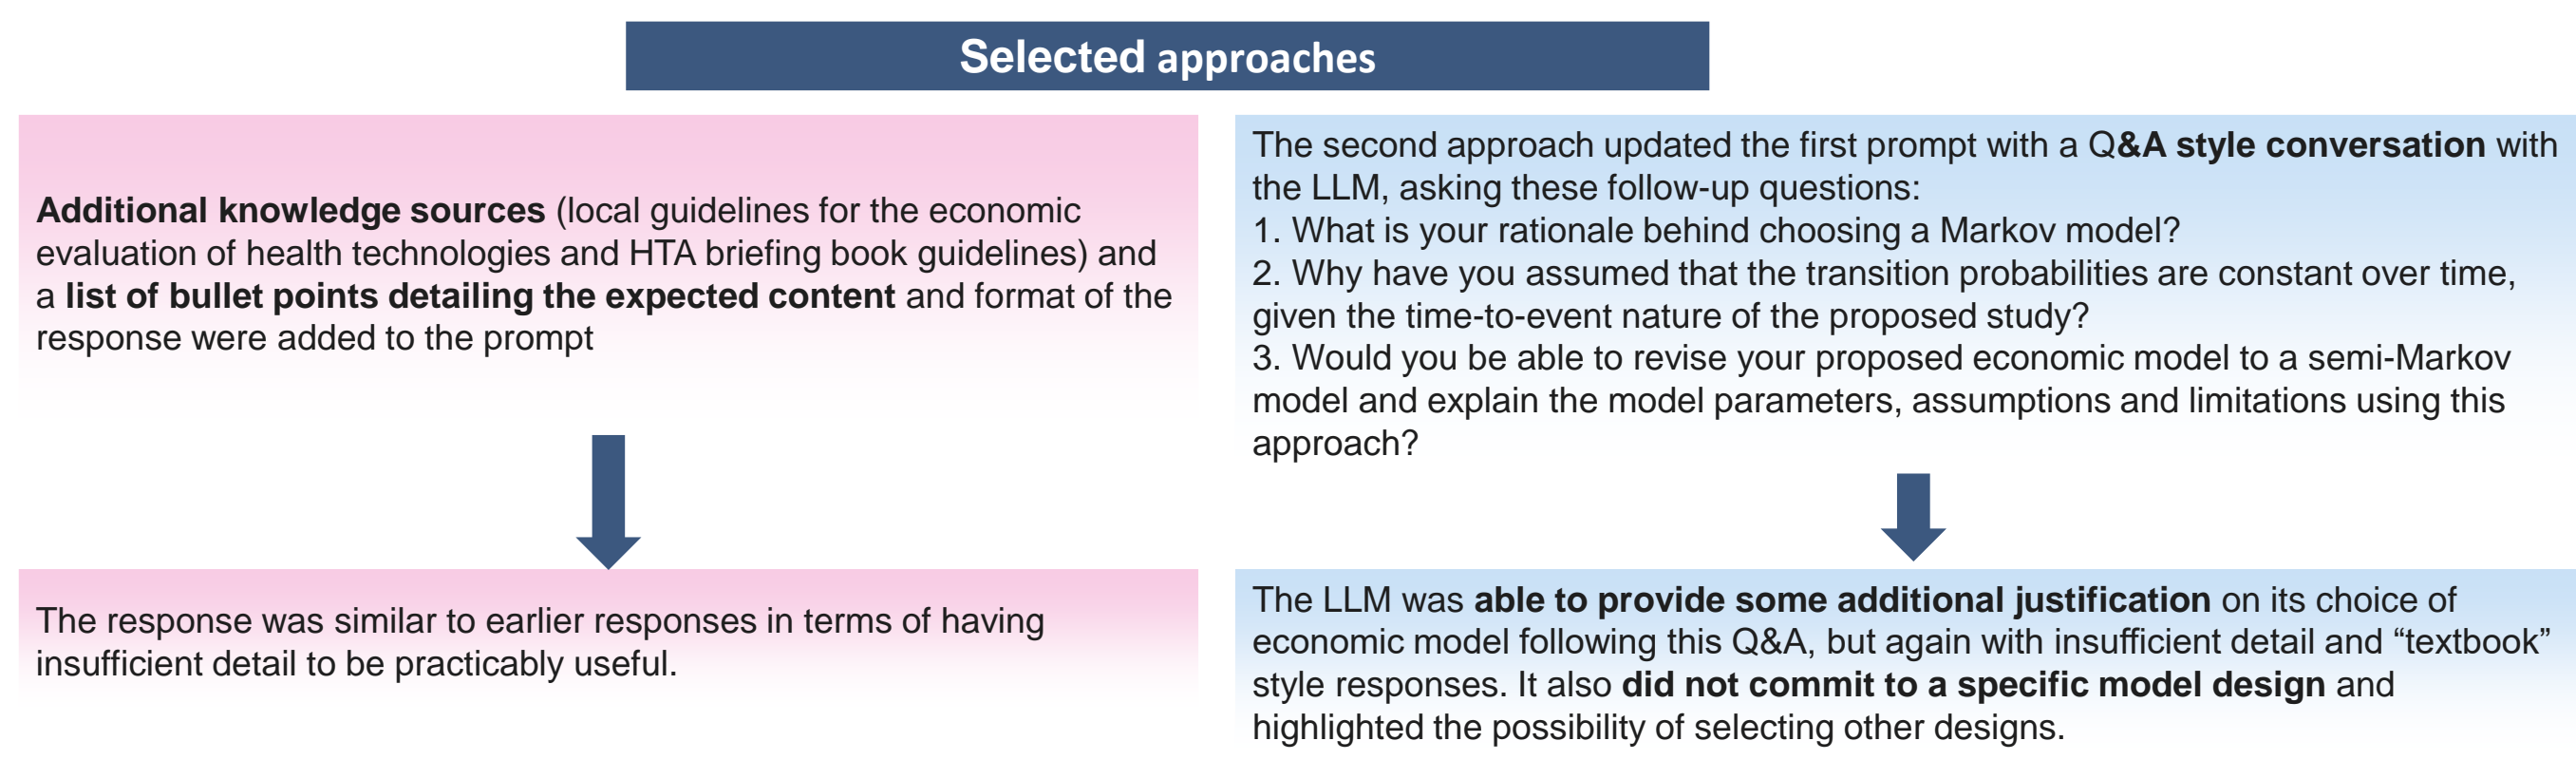 Selected approaches
Additional knowledge sources (local guidelines for the economic
evaluation of health technologies and HTA briefing book guidelines) and
a list of bullet points detailing the expected content and format of the
response were added to the prompt
The response was similar to earlier responses in terms of having
insufficient detail to be practicably useful.
The second approach updated the first prompt with a Q&A style conversation with
the LLM, asking these follow-up questions:
1. What is your rationale behind choosing a Markov model?
2. Why have you assumed that the transition probabilities are constant over time,
given the time-to-event nature of the proposed study?
3. Would you be able to revise your proposed economic model to a semi-Markov
model and explain the model parameters, assumptions and limitations using this
approach?
The LLM was able to provide some additional justification on its choice of
economic model following this Q&A, but again with insufficient detail and “textbook”
style responses. It also did not commit to a specific model design and
highlighted the possibility of selecting other designs.